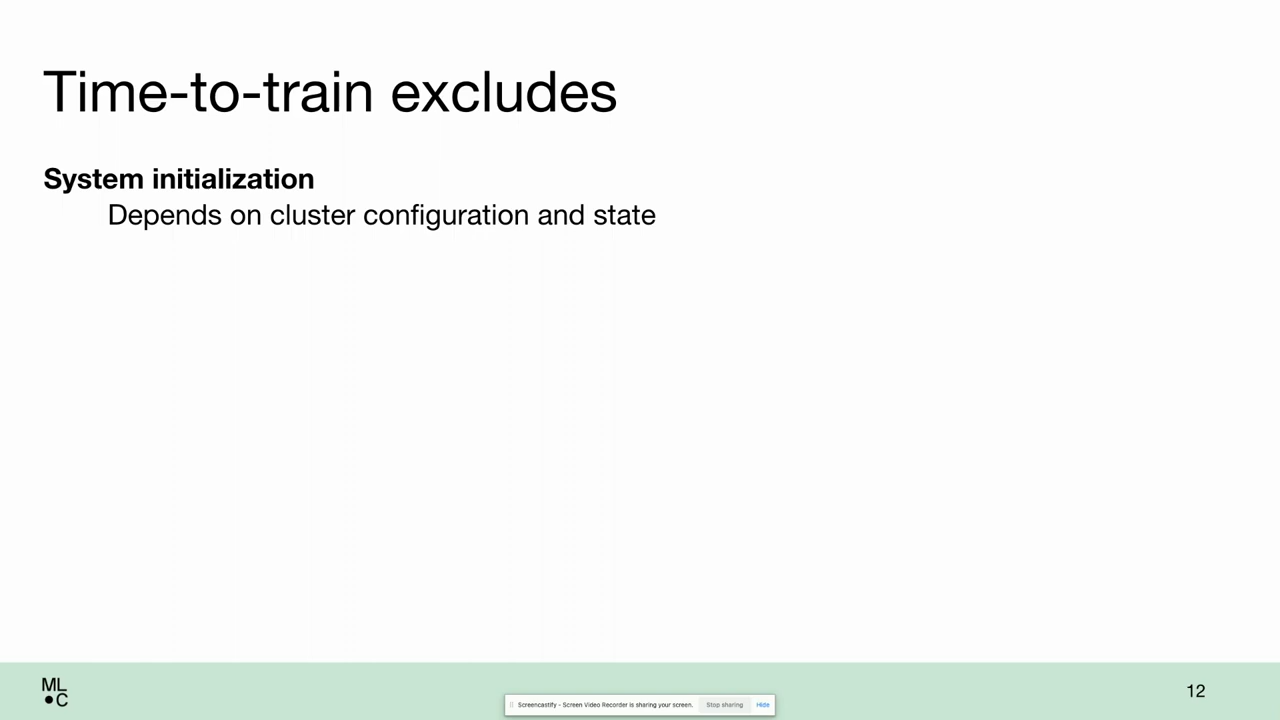 Time-to-train excludes
System initialization
Depends on cluster configuration and state
ML
C
12
Screencastify - Screen Video Recorder is sharing your screen.
Stop sharing
Hide